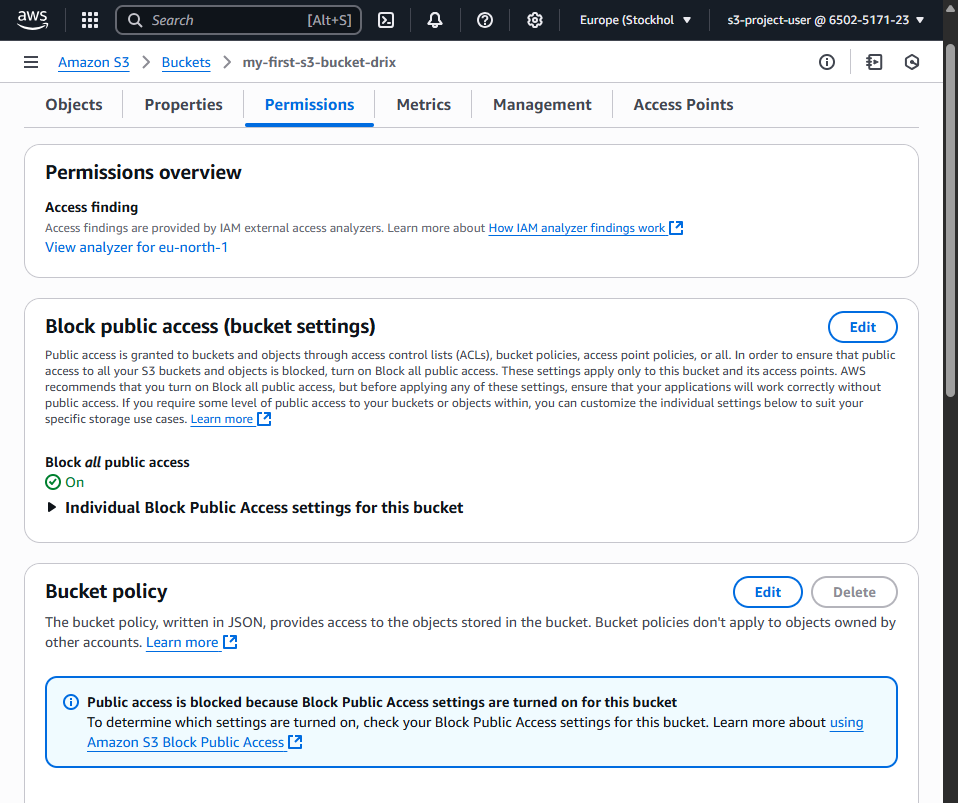 aws
Search [Alt+S]
Europe (Stockhol
s3-project-user @ 6502-5171-23
Amazon S3 > Buckets > my-first-s3-bucket-drix
Objects Properties Permissions Metrics Management Access Points
Permissions overview
Access finding
Access findings are provided by IAM external access analyzers. Learn more about How IAM analyzer findings work
View analyzer for eu-north-1
Block public access (bucket settings)
Edit
Public access is granted to buckets and objects through access control lists (ACLs), bucket policies, access point policies, or all. In order to ensure that public
access to all your S3 buckets and objects is blocked, turn on Block all public access. These settings apply only to this bucket and its access points. AWS
recommends that you turn on Block all public access, but before applying any of these settings, ensure that your applications will work correctly without
public access. If you require some level of public access to your buckets or objects within, you can customize the individual settings below to suit your
specific storage use cases. Learn more
Block all public access
On
Individual Block Public Access settings for this bucket
Bucket policy
Edit Delete
The bucket policy, written in JSON, provides access to the objects stored in the bucket. Bucket policies don't apply to objects owned by
other accounts. Learn more
Public access is blocked because Block Public Access settings are turned on for this bucket
To determine which settings are turned on, check your Block Public Access settings for this bucket. Learn more about using
Amazon S3 Block Public Access